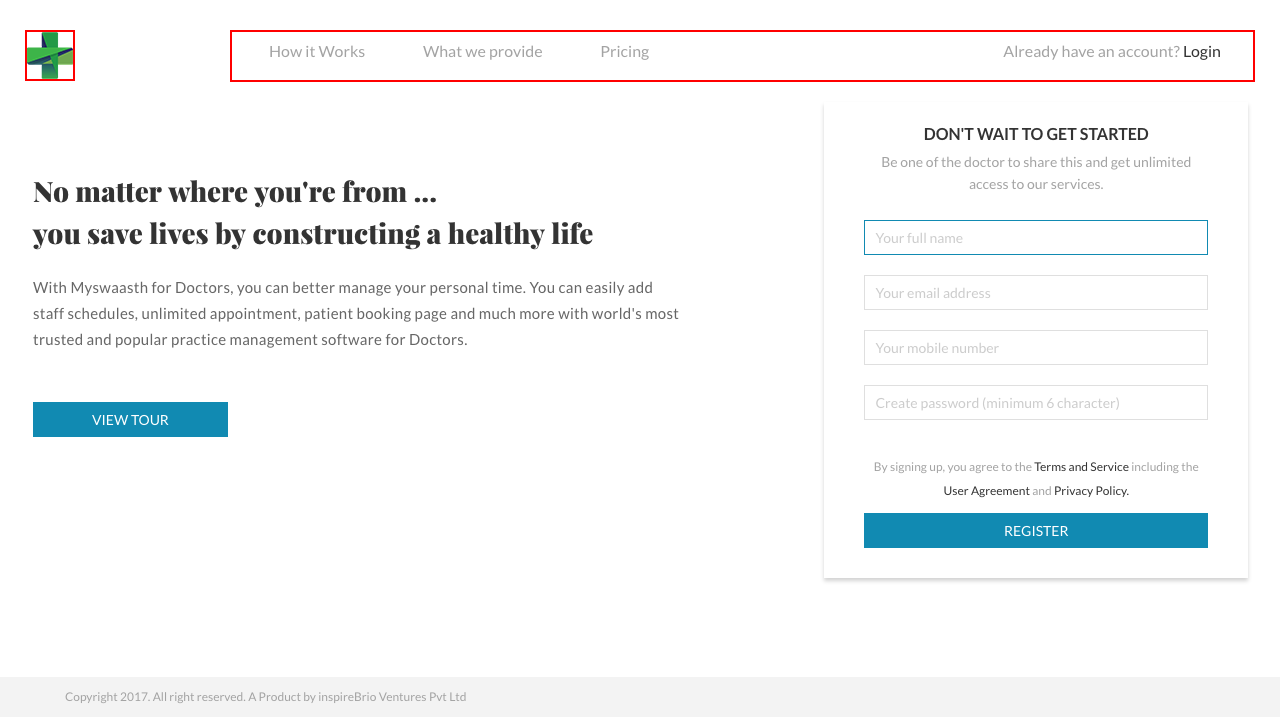 How it Works What we provide Pricing Already have an account? Login
No matter where you're from ...
you save lives by constructing a healthy life
With Myswaasth for Doctors, you can better manage your personal time. You can easily add
staff schedules, unlimited appointment, patient booking page and much more with world's most
trusted and popular practice management software for Doctors.
VIEW TOUR
DON'T WAIT TO GET STARTED
Be one of the doctor to share this and get unlimited
access to our services.
Your full name
Your email address
Your mobile number
Create password (minimum 6 character)
By signing up, you agree to the Terms and Service including the
User Agreement and Privacy Policy.
REGISTER
Copyright 2017. All right reserved. A Product by inspireBrio Ventures Pvt Ltd